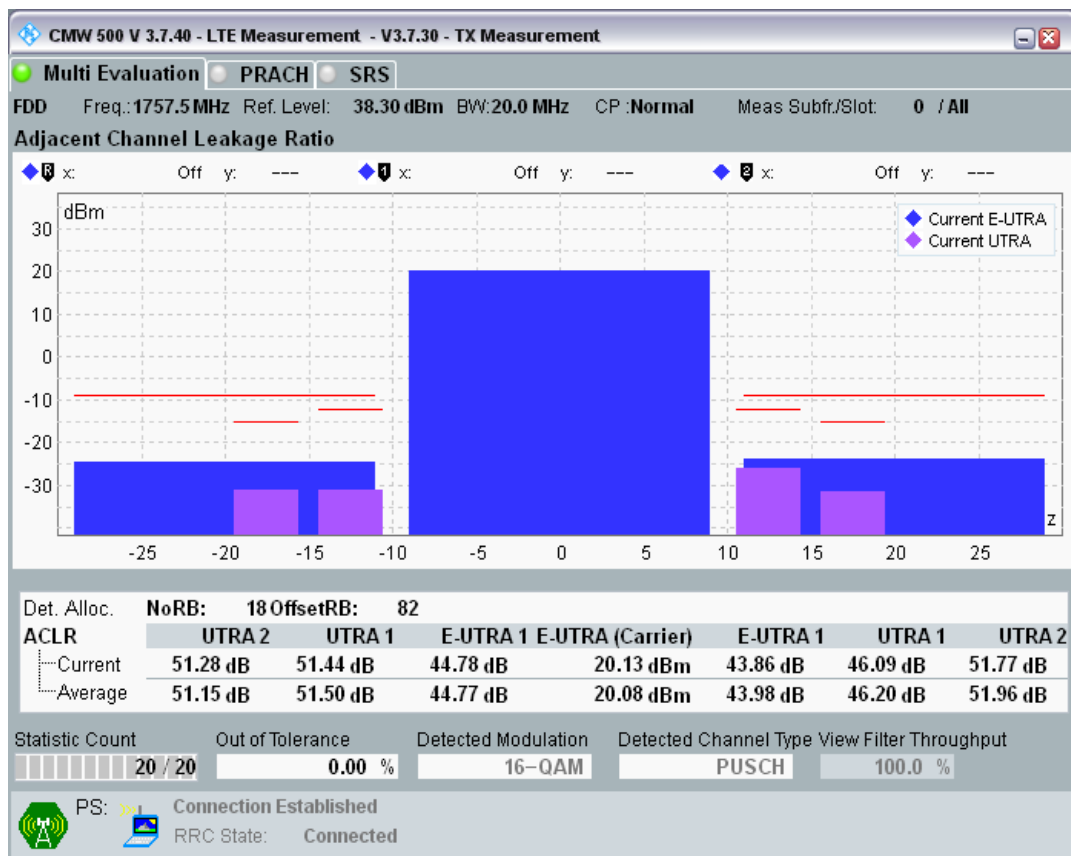 CMW 500 V 3.7.40 - LTE Measurement - V3.7.30 - TX Measurement
Multi Evaluation PRACH SRS
FDD Freq.:1757.5 MHz Ref. Level: 38.30 dBm BW:20.0 MHz CP :Normal Meas Subfr./Slot: 0 / All
Adjacent Channel Leakage Ratio
R x: Off y: --- 1 x: Off y: --- 2 x: Off y: ---
dBm
Current E-UTRA
Current UTRA
30
20
10
0
-10
-20
-30
z
-25 -20 -15 -10 -5 0 5 10 15 20 25
Det. Alloc. NoRB: 18 OffsetRB: 82
ACLR UTRA 2 UTRA 1 E-UTRA 1 E-UTRA (Carrier) E-UTRA 1 UTRA 1 UTRA 2
Current 51.28 dB 51.44 dB 44.78 dB 20.13 dBm 43.86 dB 46.09 dB 51.77 dB
Average 51.15 dB 51.50 dB 44.77 dB 20.08 dBm 43.98 dB 46.20 dB 51.96 dB
Statistic Count Out of Tolerance Detected Modulation Detected Channel Type View Filter Throughput
20 / 20 0.00 % 16-QAM PUSCH 100.0 %
PS: Connection Established
RRC State: Connected